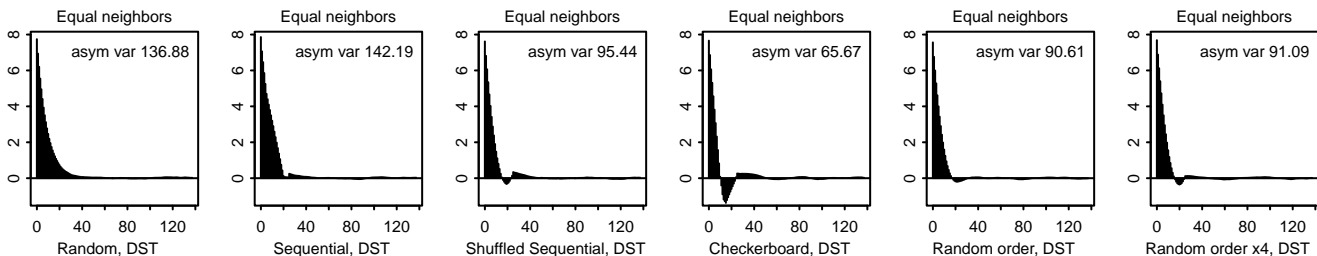 Equal neighbors
Equal neighbors
Equal neighbors
Equal neighbors
Equal neighbors
Equal neighbors
asym var 136.88
asym var 142.19
asym var 95.44
asym var 65.67
asym var 90.61
asym var 91.09
8
6
4
2
0
8
6
4
2
0
8
6
4
2
0
8
6
4
2
0
8
6
4
2
0
8
6
4
2
0
0 40 80 120
0 40 80 120
0 40 80 120
0 40 80 120
0 40 80 120
0 40 80 120
Random, DST
Sequential, DST
Shuffled Sequential, DST
Checkerboard, DST
Random order, DST
Random order x4, DST